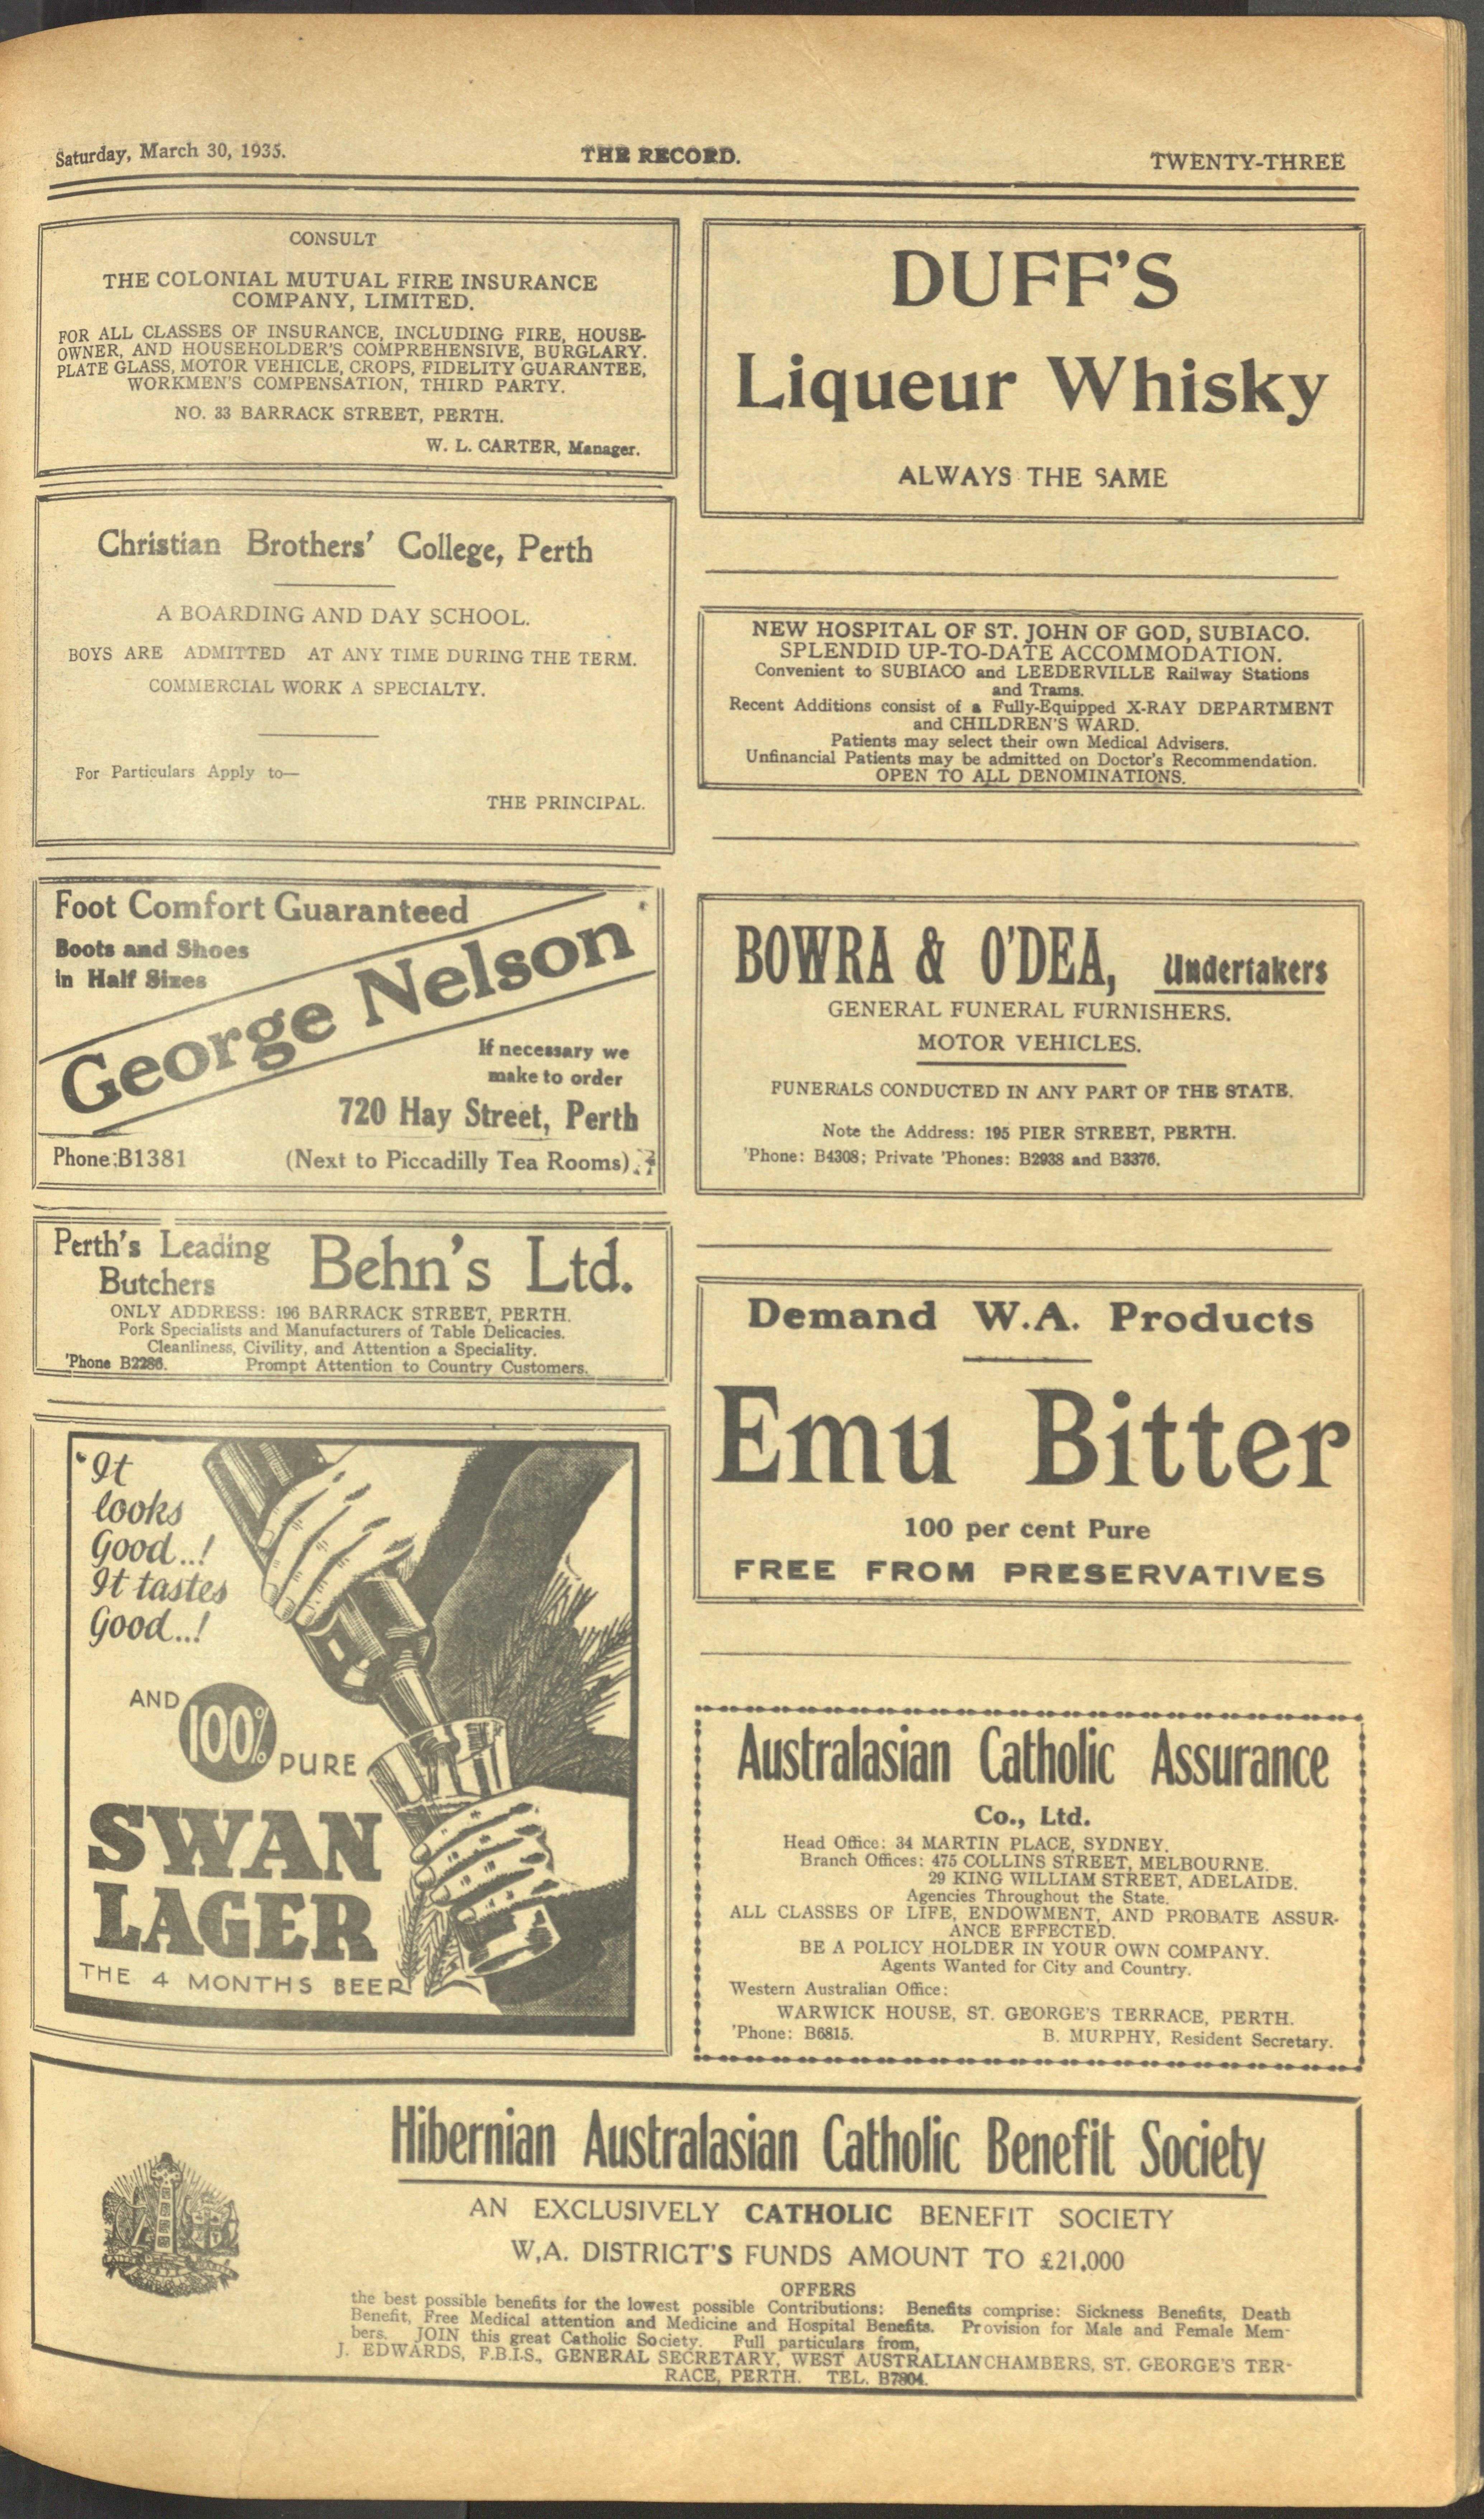 Saturday, March 30, 1935.
THE RECORD.
TWENTY-THREE
CONSULT
THE COLONIAL MUTUAL FIRE INSURANCE
COMPANY, LIMITED.
FOR ALL CLASSES OF INSURANCE, INCLUDING FIRE, HOUSE-
OWNER, AND HOUSEHOLDER'S COMPREHENSIVE, BURGLARY.
PLATE GLASS, MOTOR VEHICLE, CROPS, FIDELITY GUARANTEE,
WORKMEN'S COMPENSATION, THIRD PARTY.
NO. 33 BARRACK STREET, PERTH.
W. L. CARTER, Manager.
Christian Brothers' College, Perth
A BOARDING AND DAY SCHOOL.
BOYS ARE ADMITTED AT ANY TIME DURING THE TERM.
COMMERCIAL WORK A SPECIALTY.
For Particulars Apply to—
THE PRINCIPAL.
Foot Comfort Guaranteed
Boots and Shoes
in Half Sizes
George Nelson
If necessary we
make to order
720 Hay Street, Perth
Phone:B1381 (Next to Piccadilly Tea Rooms)
Perth's Leading
Butchers
Behn's Ltd.
ONLY ADDRESS: 196 BARRACK STREET, PERTH.
Pork Specialists and Manufacturers of Table Delicacies.
Cleanliness, Civility, and Attention a Speciality.
'Phone B2286. Prompt Attention to Country Customers.
'It
looks
Good..!
It tastes
Good..!
AND
100%
PURE
SWAN
LAGER
THE 4 MONTHS BEER
DUFF'S
Liqueur Whisky
ALWAYS THE SAME
NEW HOSPITAL OF ST. JOHN OF GOD, SUBIACO.
SPLENDID UP-TO-DATE ACCOMMODATION.
Convenient to SUBIACO and LEEDERVILLE Railway Stations
and Trams.
Recent Additions consist of a Fully-Equipped X-RAY DEPARTMENT
and CHILDREN'S WARD.
Patients may select their own Medical Advisers.
Unfinancial Patients may be admitted on Doctor's Recommendation.
OPEN TO ALL DENOMINATIONS.
BOWRA & O'DEA, Undertakers
GENERAL FUNERAL FURNISHERS.
MOTOR VEHICLES.
FUNERALS CONDUCTED IN ANY PART OF THE STATE.
Note the Address: 195 PIER STREET, PERTH.
'Phone: B4308; Private 'Phones: B2938 and B3376.
Demand W.A. Products
Emu Bitter
100 per cent Pure
FREE FROM PRESERVATIVES
Australasian Catholic Assurance
Co., Ltd.
Head Office: 34 MARTIN PLACE, SYDNEY.
Branch Offices: 475 COLLINS STREET, MELBOURNE.
29 KING WILLIAM STREET, ADELAIDE.
Agencies Throughout the State.
ALL CLASSES OF LIFE, ENDOWMENT, AND PROBATE ASSUR-
ANCE EFFECTED.
BE A POLICY HOLDER IN YOUR OWN COMPANY.
Agents Wanted for City and Country.
Western Australian Office:
WARWICK HOUSE, ST. GEORGE'S TERRACE, PERTH.
'Phone: B6815. B. MURPHY, Resident Secretary.
Hibernian Australasian Catholic Benefit Society
AN EXCLUSIVELY CATHOLIC BENEFIT SOCIETY
W.A. DISTRICT'S FUNDS AMOUNT TO £21,000
OFFERS
the best possible benefits for the lowest possible Contributions: Benefits comprise: Sickness Benefits, Death
Benefit, Free Medical attention and Medicine and Hospital Benefits. Provision for Male and Female Mem-
bers. JOIN this great Catholic Society. Full particulars from,
J. EDWARDS, F.B.I.S., GENERAL SECRETARY, WEST AUSTRALIAN CHAMBERS, ST. GEORGE'S TER-
RACE, PERTH. TEL. B7804.